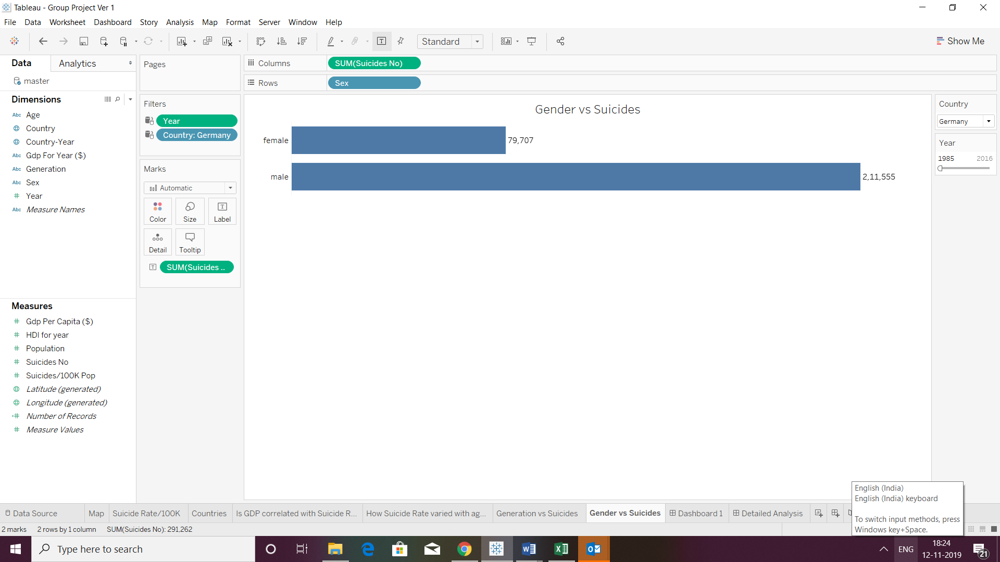 Tableau - Group Project Ver 1
File Data Worksheet Dashboard Story Analysis Map Format Server Window Help
Standard
Show Me
Data Analytics
master
Dimensions
Abc Age
Country
Country-Year
Abc Gdp For Year ($)
Abc Generation
Abc Sex
Year
Abc Measure Names
Measures
Gdp Per Capita ($)
HDI for year
Population
Suicides No
Suicides/100K Pop
Latitude (generated)
Longitude (generated)
Number of Records
Measure Values
Pages
Filters
Year
Country: Germany
Marks
Automatic
Color Size Label
Detail Tooltip
SUM(Suicides ..
Columns SUM(Suicides No)
Rows Sex
Gender vs Suicides
female 79,707
male 2,11,555
Country
Germany
Year
1985 2016
English (India)
English (India) keyboard
To switch input methods, press
Windows key+Space.
Data Source Map Suicide Rate/100K Countries Is GDP correlated with Suicide R... How Suicide Rate varied with ag... Generation vs Suicides Gender vs Suicides Dashboard 1 Detailed Analysis
2 marks 2 rows by 1 column SUM(Suicides No): 291,262
Type here to search
ENG
18:24
12-11-2019
21